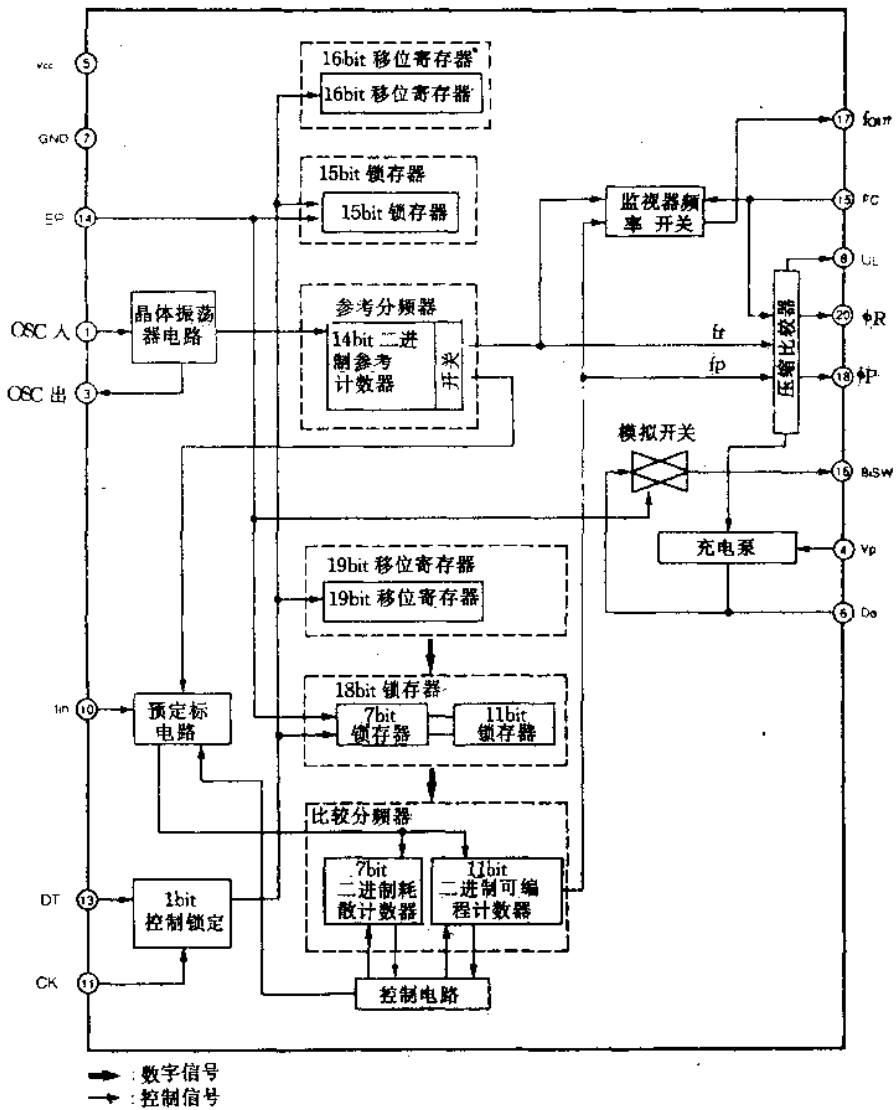 16bit 移位寄存器
16bit 移位寄存器
Vcc
5
GND
7
15bit 锁存器
15bit 锁存器
EP
14
监视器频
率 开关
17
fout
15
FC
8
20
ΦR
18
ΦP
压缩比较器
OSC 入
1
晶体振荡
器电路
OSC 出
3
参考分频器
14bit 二进
制参考
计数器
开关
fr
fp
模拟开关
16
BISW
充电泵
4
Vp
6
Do
19bit 移位寄存器
19bit 移位寄存器
fin
10
预定标
电路
18bit 锁存器
7bit
锁存器
11bit
锁存器
比较分频器
7bit
二进制耗
散计数器
11bit
二进制可编
程计数器
DT
13
1bit
控制锁定
CK
11
控制电路
: 数字信号
: 控制信号